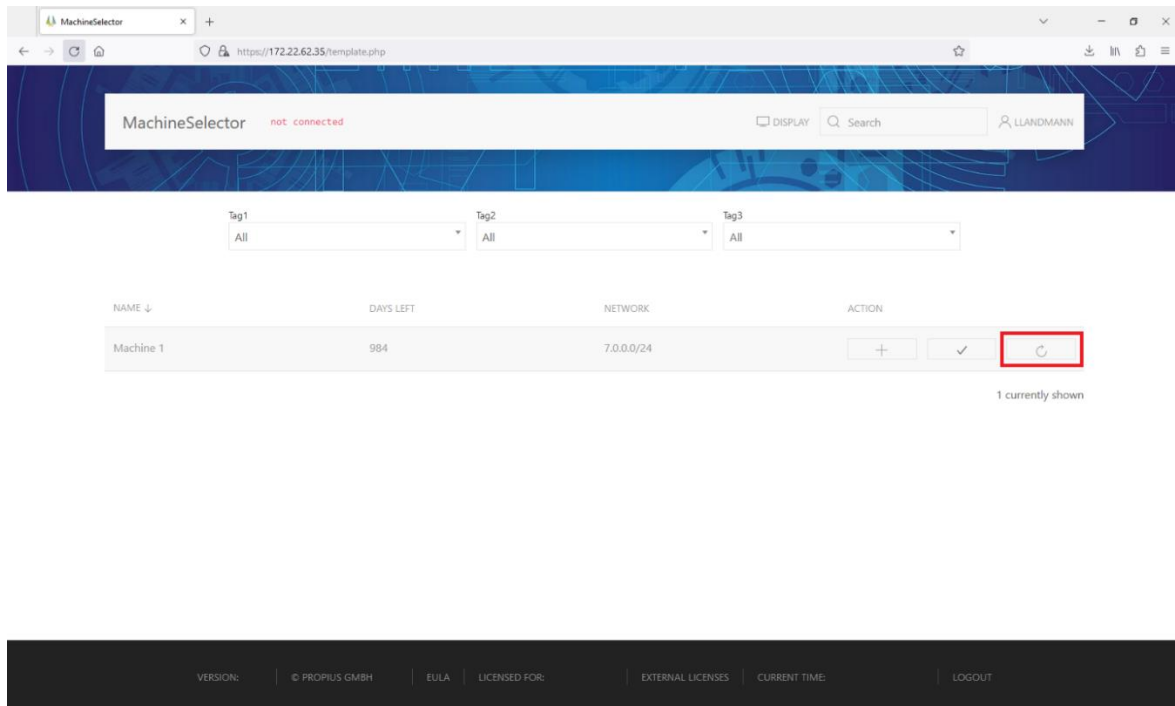 MachineSelector
https://172.22.62.35/template.php
MachineSelector not connected DISPLAY Search LLANDMANN
Tag1 Tag2 Tag3
All All All
NAME ↓ DAYS LEFT NETWORK ACTION
Machine 1 984 7.0.0.0/24
1 currently shown
VERSION: © PROPIUS GMBH EULA LICENSED FOR: EXTERNAL LICENSES CURRENT TIME: LOGOUT